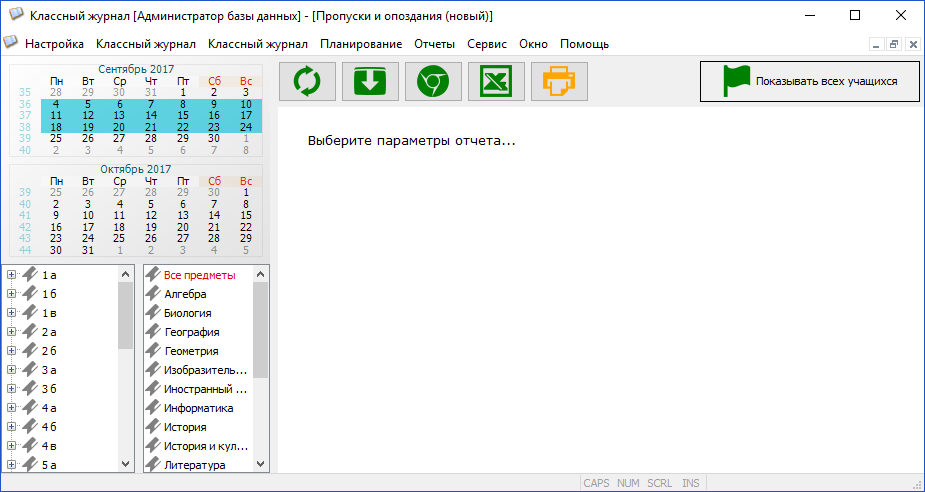 Классный журнал [Администратор базы данных] - [Пропуски и опоздания (новый)]
Настройка Классный журнал Классный журнал Планирование Отчеты Сервис Окно Помощь
Сентябрь 2017
Пн Вт Ср Чт Пт Сб Вс
35 28 29 30 31 1 2 3
36 4 5 6 7 8 9 10
37 11 12 13 14 15 16 17
38 18 19 20 21 22 23 24
39 25 26 27 28 29 30 1
40 2 3 4 5 6 7 8
Октябрь 2017
Пн Вт Ср Чт Пт Сб Вс
39 25 26 27 28 29 30 1
40 2 3 4 5 6 7 8
41 9 10 11 12 13 14 15
42 16 17 18 19 20 21 22
43 23 24 25 26 27 28 29
44 30 31 1 2 3 4 5
1 а
1 б
1 в
2 а
2 б
3 а
3 б
4 а
4 б
4 в
5 а
Все предметы
Алгебра
Биология
География
Геометрия
Изобразитель...
Иностранный ...
Информатика
История
История и кул...
Литература
Показывать всех учащихся
Выберите параметры отчета...
CAPS NUM SCRL INS